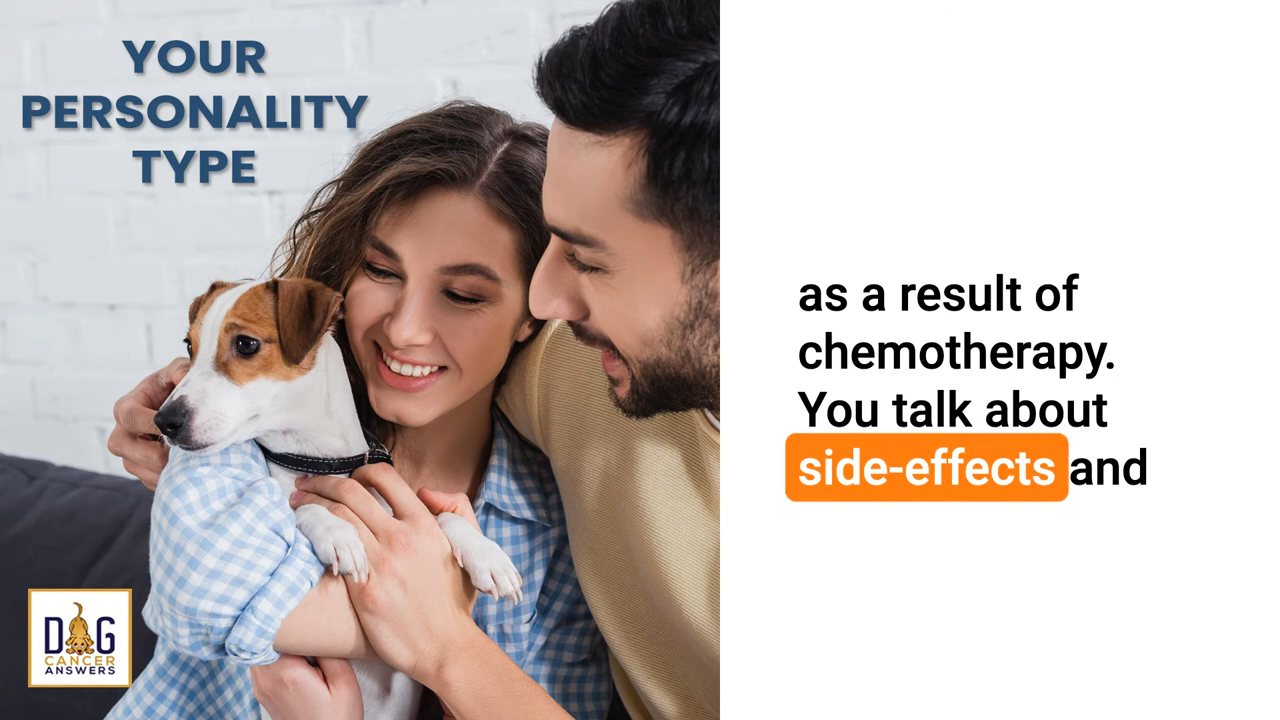 YOUR
PERSONALITY
TYPE
DOG
CANCER
ANSWERS
as a result of
chemotherapy.
You talk about
side-effects and